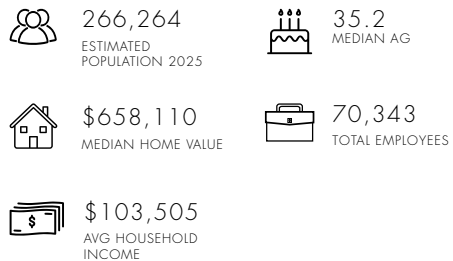 266,264
ESTIMATED
POPULATION 2025
35.2
MEDIAN AG
$658,110
MEDIAN HOME VALUE
70,343
TOTAL EMPLOYEES
$
$103,505
AVG HOUSEHOLD
INCOME